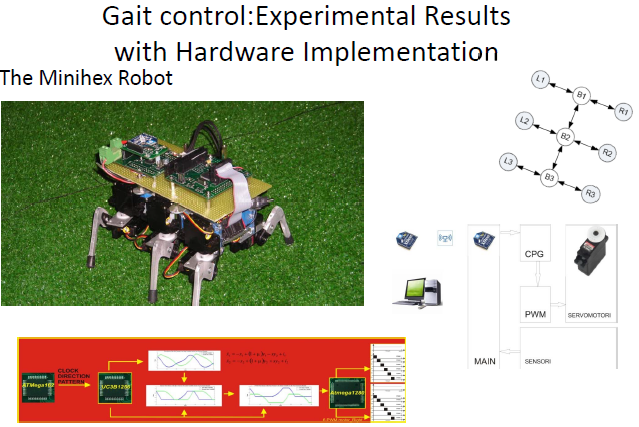 Gait control:Experimental Results
with Hardware Implementation
The Minihex Robot
L1
B1
R1
L2
B2
R2
L3
B3
R3
CPG
PWM
SERVOMOTORI
MAIN
SENSORI
CLOCK
DIRECTION
PATTERN